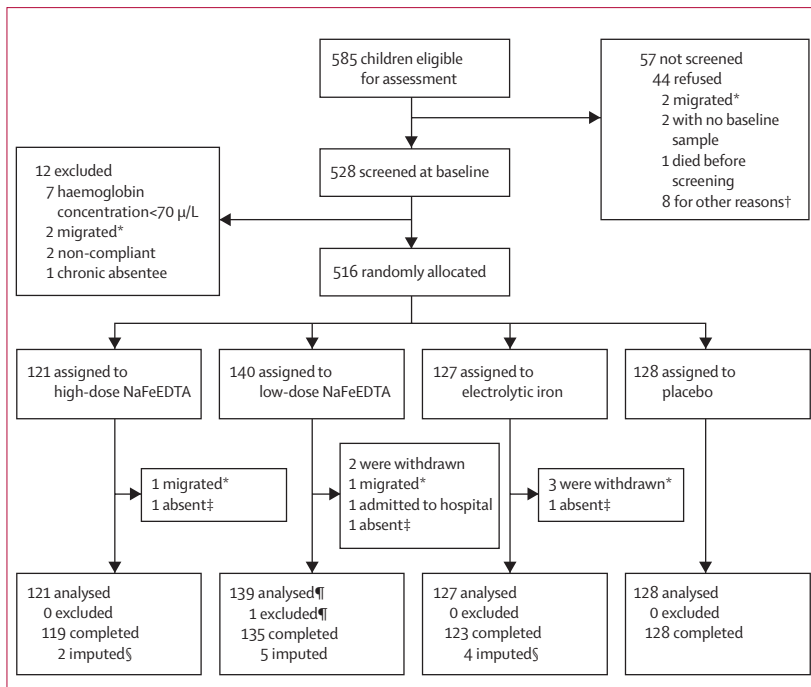 585 children eligible
for assessment
57 not screened
44 refused
2 migrated*
2 with no baseline
sample
1 died before
screening
8 for other reasons†
528 screened at baseline
12 excluded
7 haemoglobin
concentration<70 µ/L
2 migrated*
2 non-compliant
1 chronic absentee
516 randomly allocated
121 assigned to
high-dose NaFeEDTA
140 assigned to
low-dose NaFeEDTA
127 assigned to
electrolytic iron
128 assigned to
placebo
1 migrated*
1 absent‡
2 were withdrawn
1 migrated*
1 admitted to hospital
1 absent‡
3 were withdrawn*
1 absent‡
121 analysed
0 excluded
119 completed
2 imputed§
139 analysed¶
1 excluded¶
135 completed
5 imputed
127 analysed
0 excluded
123 completed
4 imputed§
128 analysed
0 excluded
128 completed